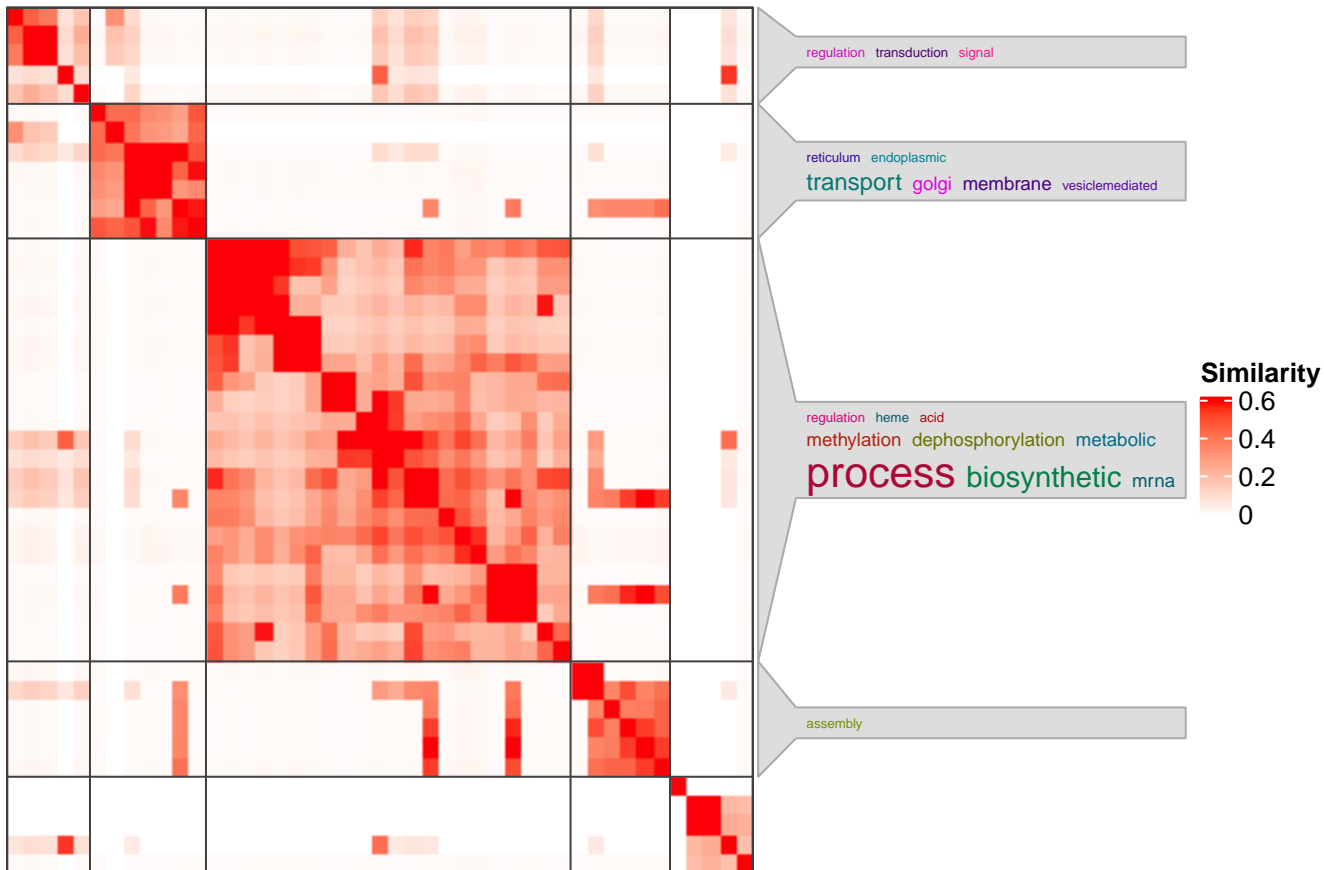 regulation transduction signal
reticulum endoplasmic
transport golgi membrane vesiclemediated
regulation heme acid
methylation dephosphorylation metabolic
process biosynthetic mrna
assembly
Similarity
0.6
0.4
0.2
0